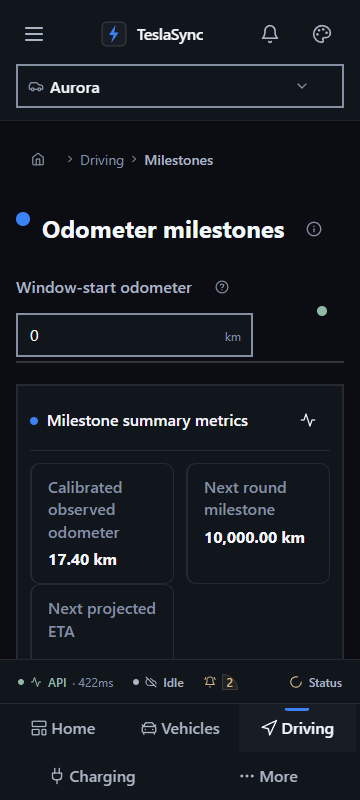 TeslaSync
Aurora
Driving
Milestones
Odometer milestones
Window-start odometer
0 km
Milestone summary metrics
Calibrated
observed
odometer
17.40 km
Next round
milestone
10,000.00 km
Next projected
ETA
API · 422ms
Idle
2
Status
Home
Vehicles
Driving
Charging
More